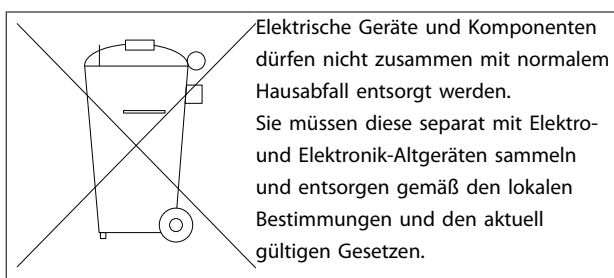 Elektrische Geräte und Komponenten
dürfen nicht zusammen mit normalem
Hausabfall entsorgt werden.
Sie müssen diese separat mit Elektro-
und Elektronik-Altgeräten sammeln
und entsorgen gemäß den lokalen
Bestimmungen und den aktuell
gültigen Gesetzen.